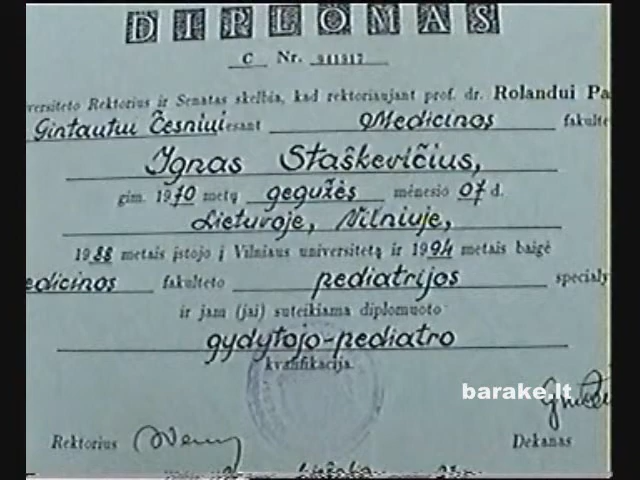 DIPLOMAS
C Nr. 911917
versiteto Rektorius ir Senatas skelbia, kad rektoriaujant prof. dr. Rolandui Pa
Gintautui Česniui esant Medicinos fakulte
Ignas Staškevičius,
gim. 1970 metų gegužės mėnesio 07 d.
Lietuvoje, Vilniuje,
1988 metais įstojo į Vilniaus universitetą ir 1994 metais baigė
edicinos fakulteto pediatrijos specialy
ir jam (jai) suteikiama diplomuoto
gydytojo-pediatro
kvalifikacija.
barake.lt
Rektorius Dekanas